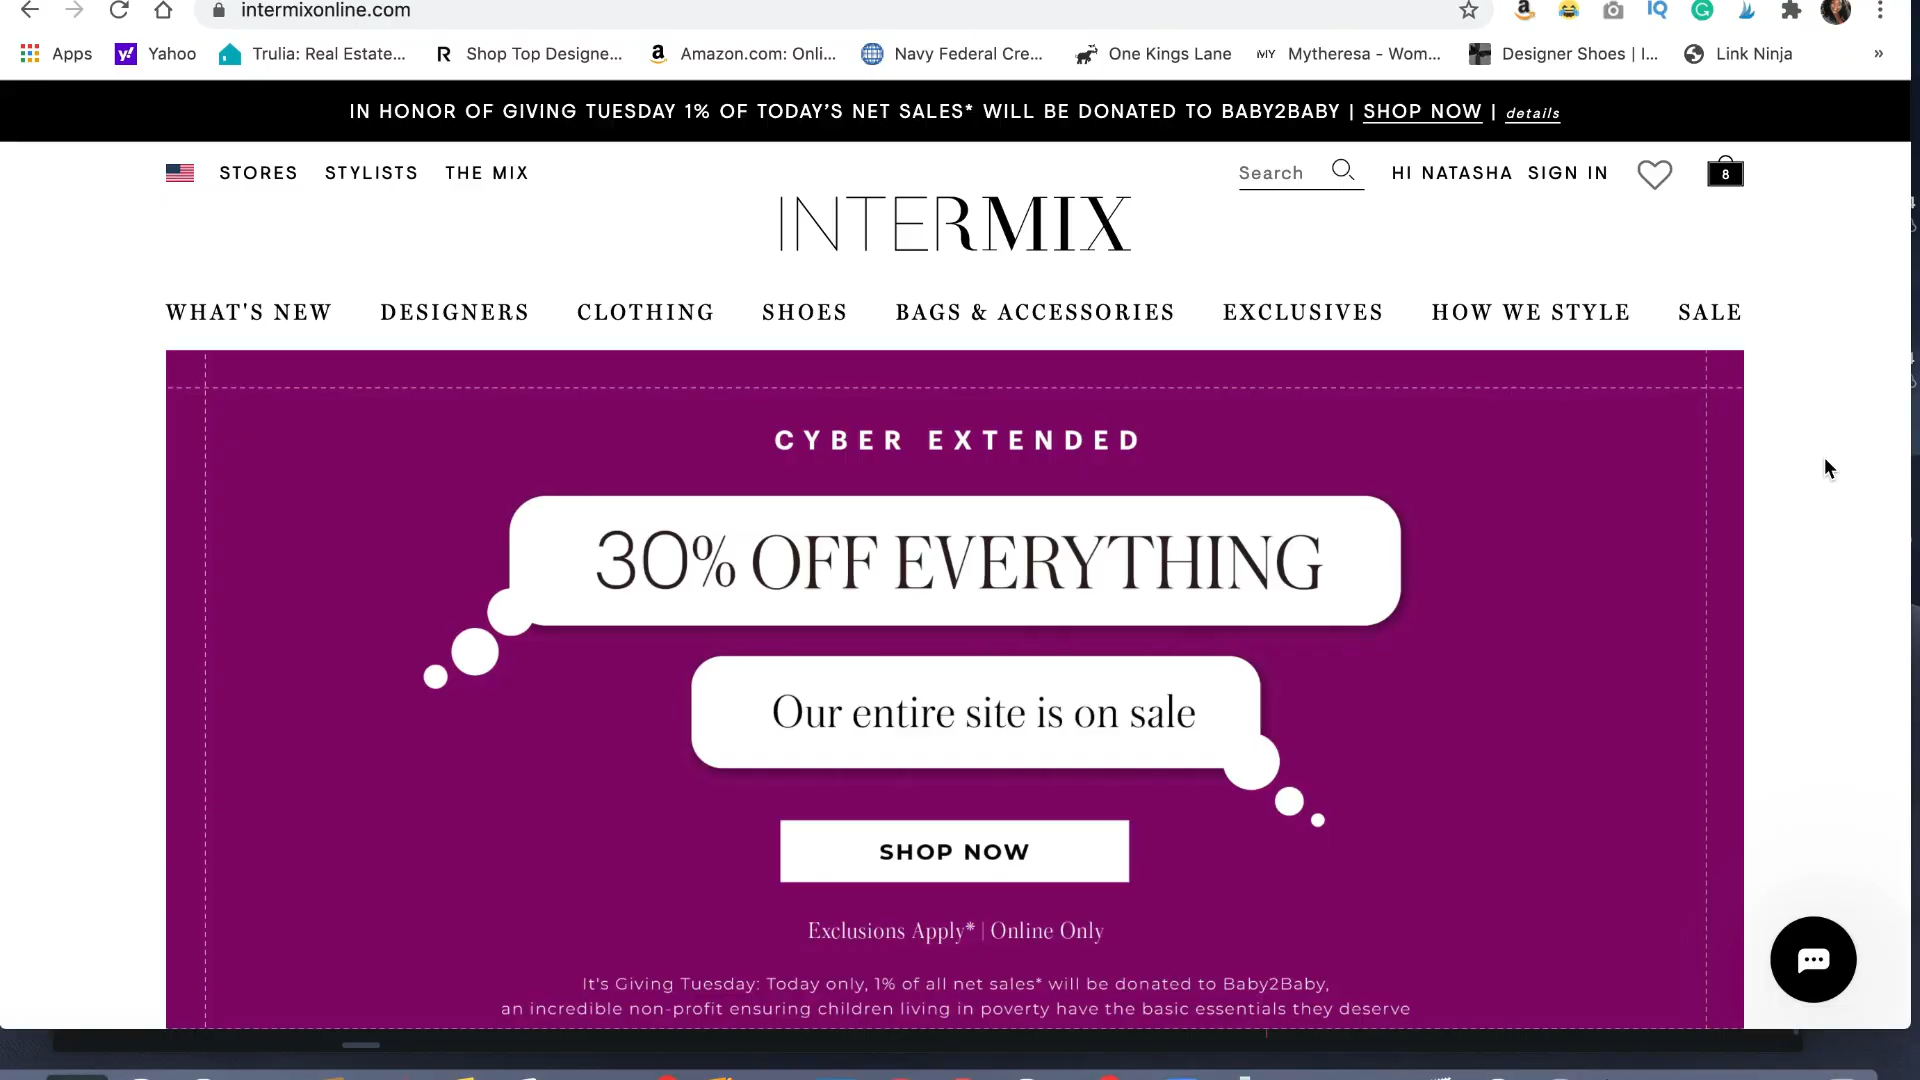 intermixonline.com
IQ
Apps Yahoo Trulia: Real Estate... R Shop Top Designe... Amazon.com: Onli... Navy Federal Cre... One Kings Lane MY Mytheresa - Wom... Designer Shoes | I... Link Ninja »
IN HONOR OF GIVING TUESDAY 1% OF TODAY'S NET SALES* WILL BE DONATED TO BABY2BABY | SHOP NOW | details
STORES STYLISTS THE MIX Search HI NATASHA SIGN IN 8
INTERMIX
WHAT'S NEW DESIGNERS CLOTHING SHOES BAGS & ACCESSORIES EXCLUSIVES HOW WE STYLE SALE
CYBER EXTENDED
30% OFF EVERYTHING
Our entire site is on sale
SHOP NOW
Exclusions Apply* | Online Only
It's Giving Tuesday: Today only, 1% of all net sales* will be donated to Baby2Baby,
an incredible non-profit ensuring children living in poverty have the basic essentials they deserve